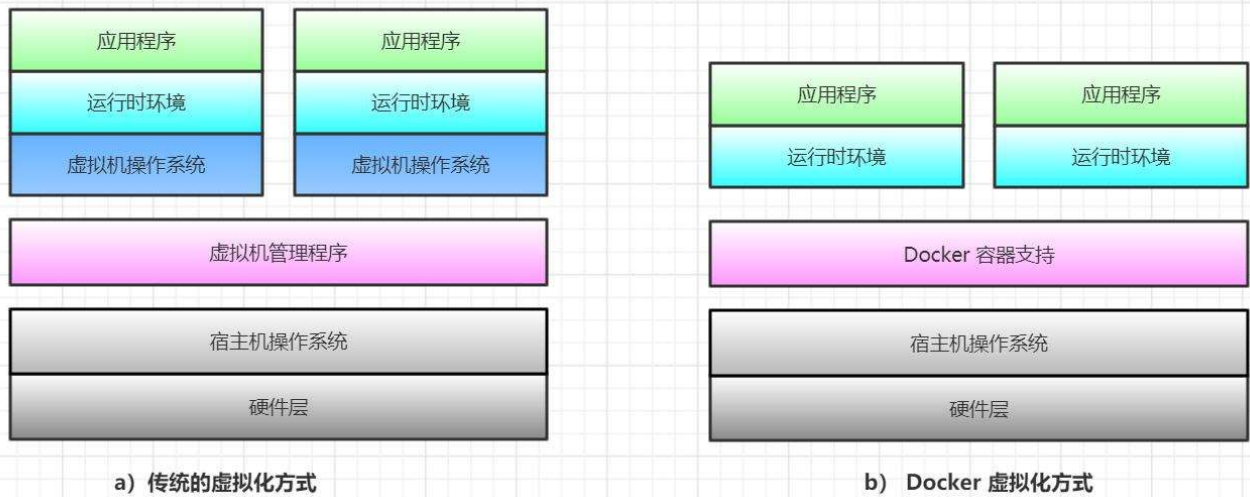 应用程序
应用程序
运行时环境
运行时环境
虚拟机操作系统
虚拟机操作系统
虚拟机管理程序
宿主机操作系统
硬件层
a）传统的虚拟化方式
应用程序
应用程序
运行时环境
运行时环境
Docker 容器支持
宿主机操作系统
硬件层
b） Docker 虚拟化方式